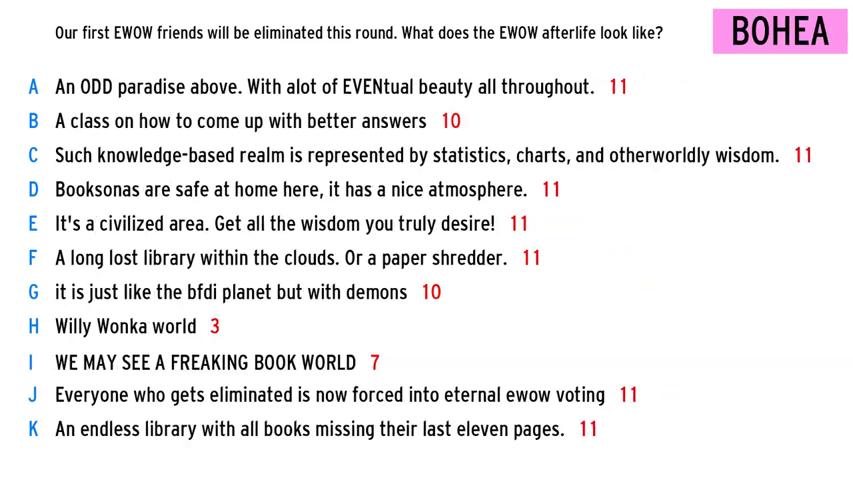 Our first EWOW friends will be eliminated this round. What does the EWOW afterlife look like?
BOHEA
A An ODD paradise above. With alot of EVENtual beauty all throughout. 11
B A class on how to come up with better answers 10
C Such knowledge-based realm is represented by statistics, charts, and otherworldly wisdom. 11
D Booksonas are safe at home here, it has a nice atmosphere. 11
E It's a civilized area. Get all the wisdom you truly desire! 11
F A long lost library within the clouds. Or a paper shredder. 11
G it is just like the bfdi planet but with demons 10
H Willy Wonka world 3
I WE MAY SEE A FREAKING BOOK WORLD 7
J Everyone who gets eliminated is now forced into eternal ewow voting 11
K An endless library with all books missing their last eleven pages. 11